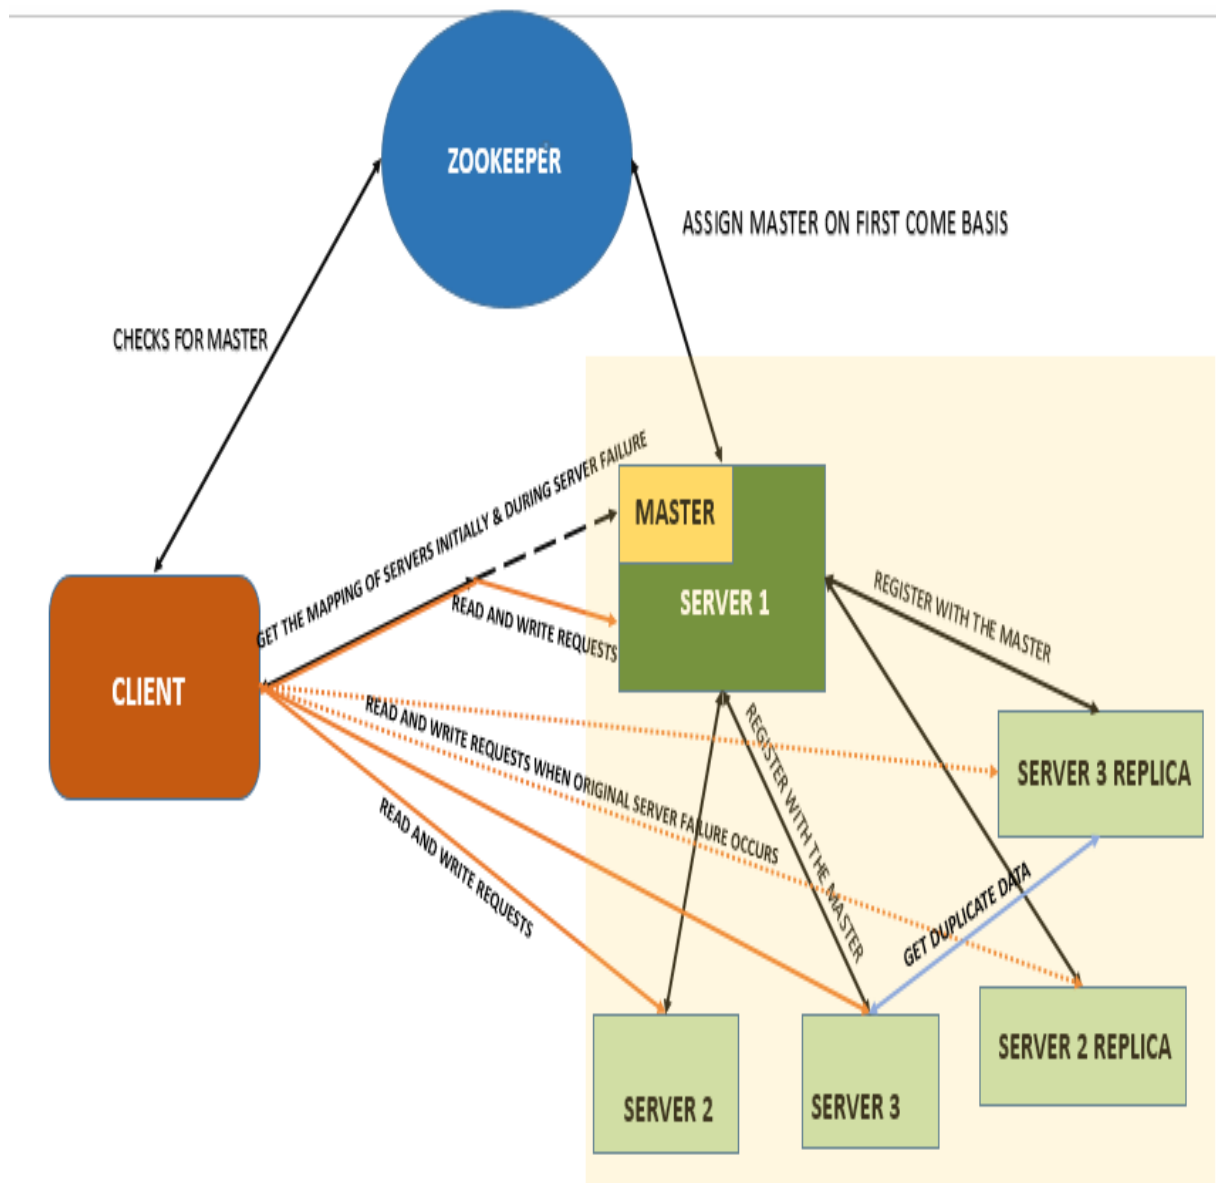 ZOOKEEPER
ASSIGN MASTER ON FIRST COME BASIS
CHECKS FOR MASTER
GET THE MAPPING OF SERVERS INITIALLY & DURING SERVER FAILURE
MASTER
SERVER 1
READ AND WRITE REQUESTS
REGISTER WITH THE MASTER
CLIENT
READ AND WRITE REQUESTS WHEN ORIGINAL SERVER FAILURE OCCURS
REGISTER WITH THE MASTER
SERVER 3 REPLICA
READ AND WRITE REQUESTS
GET DUPLICATE DATA
SERVER 2 REPLICA
SERVER 2
SERVER 3